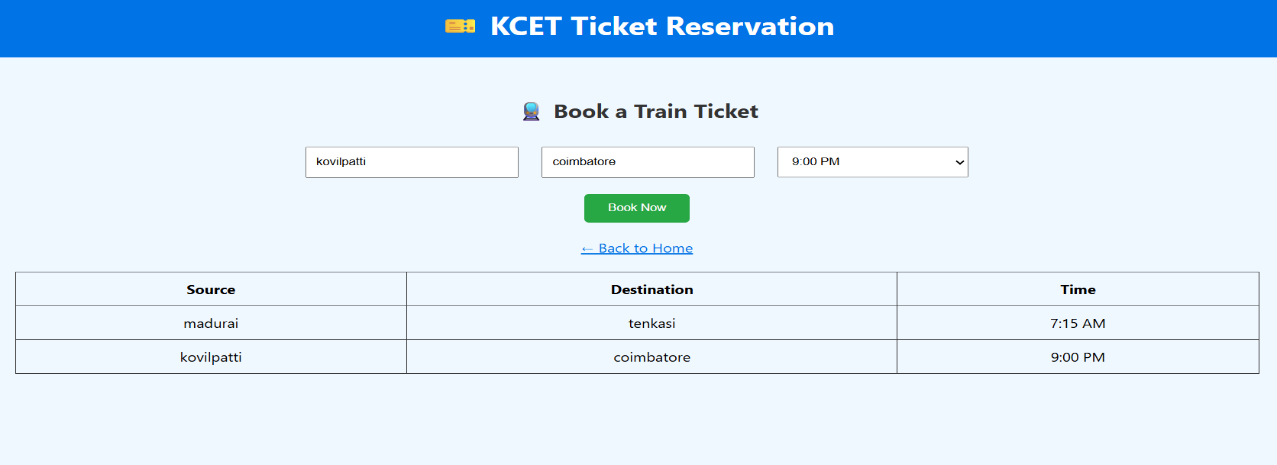 KCET Ticket Reservation
Book a Train Ticket
kovilpatti coimbatore 9:00 PM
Book Now
← Back to Home
Source Destination Time
madurai tenkasi 7:15 AM
kovilpatti coimbatore 9:00 PM